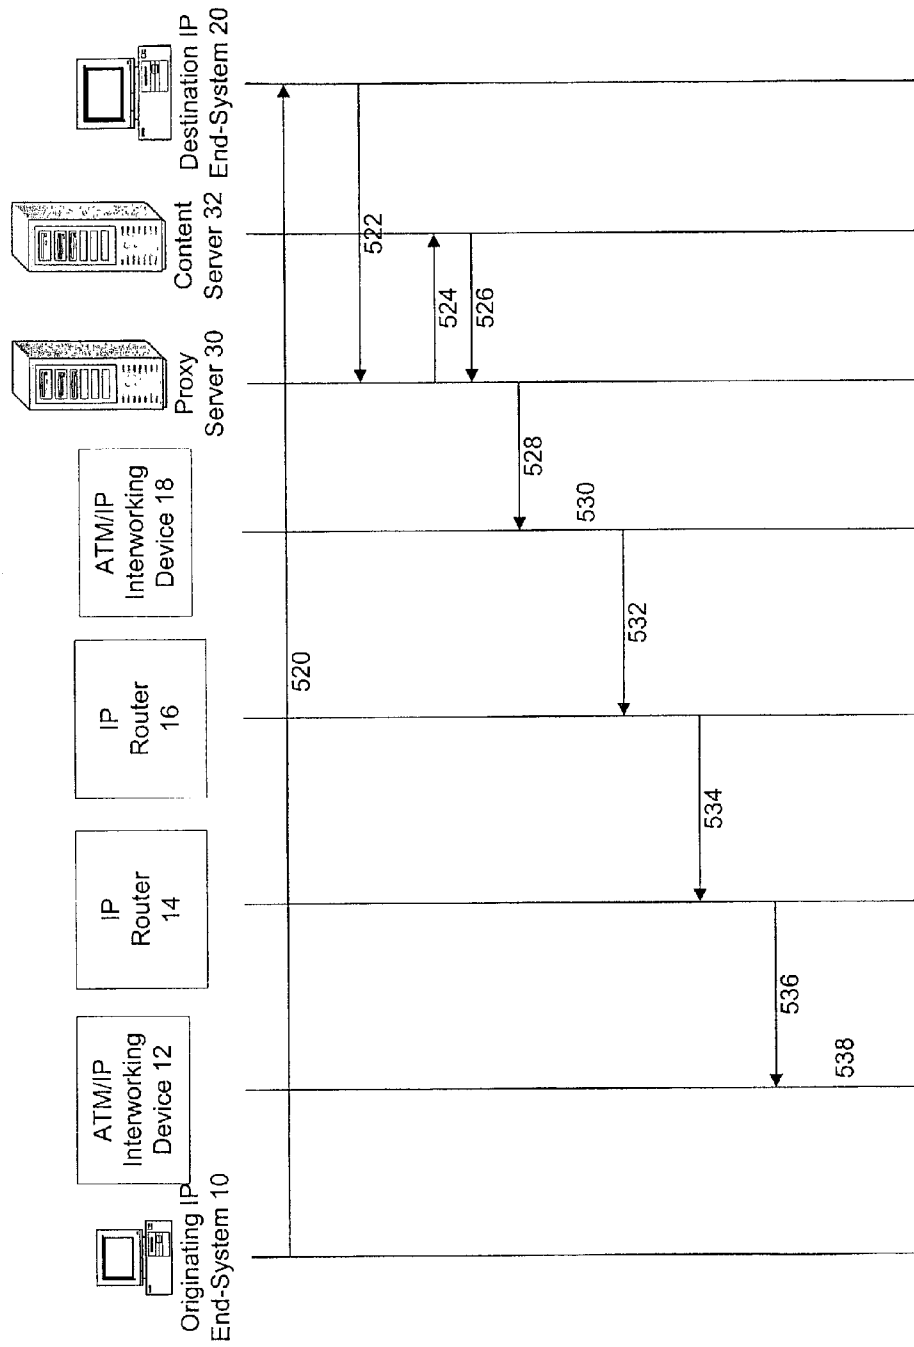 Originating IP
End-System 10
ATM/IP
Interworking
Device 12
IP
Router
14
IP
Router
16
ATM/IP
Interworking
Device 18
Proxy
Server 30
Content
Server 32
Destination IP
End-System 20
520
522
524
526
528
530
532
534
536
538